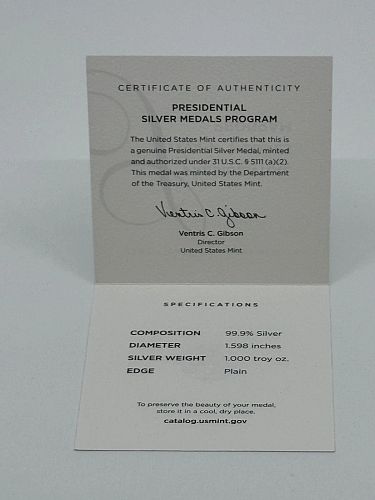 CERTIFICATE OF AUTHENTICITY
PRESIDENTIAL
SILVER MEDALS PROGRAM
The United States Mint certifies that this is
a genuine Presidential Silver Medal, minted
and authorized under 31 U.S.C. § 5111 (a)(2).
This medal was minted by the Department
of the Treasury, United States Mint.
Ventris C. Gibson
Ventris C. Gibson
Director
United States Mint
SPECIFICATIONS
COMPOSITION 99.9% Silver
DIAMETER 1.598 inches
SILVER WEIGHT 1.000 troy oz.
EDGE Plain
To preserve the beauty of your medal,
store it in a cool, dry place.
catalog.usmint.gov